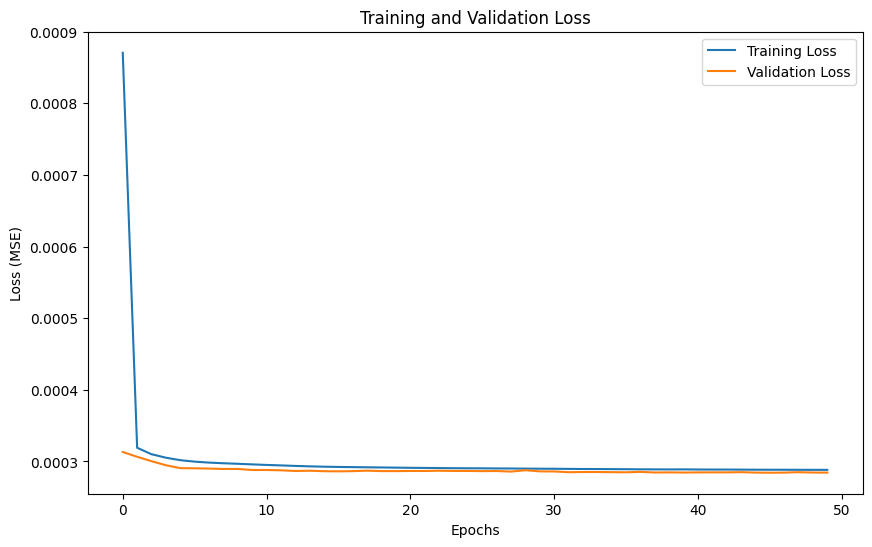 Training and Validation Loss
Training Loss
Validation Loss
Loss (MSE)
0.0009
0.0008
0.0007
0.0006
0.0005
0.0004
0.0003
0
10
20
30
40
50
Epochs